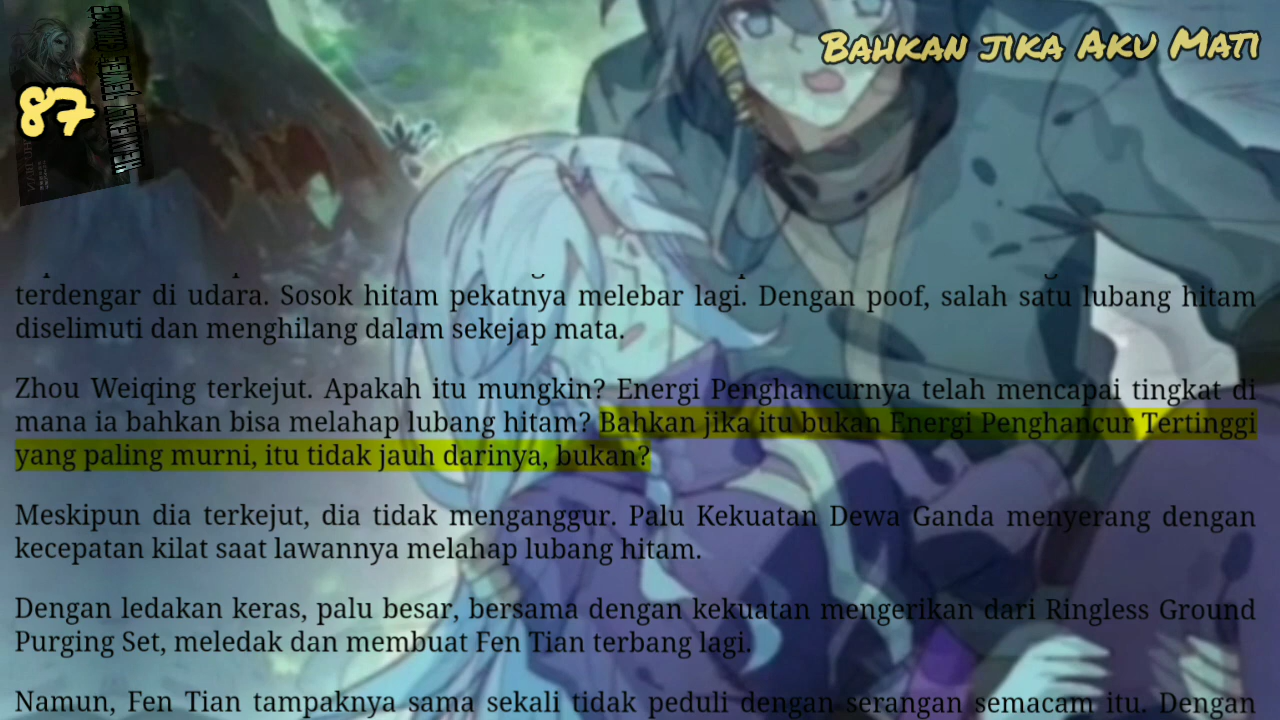 87
HEAVENLY JEWEL CHANGE
BAHKAN JIKA AKU MATI
terdengar di udara. Sosok hitam pekatnya melebar lagi. Dengan poof, salah satu lubang hitam
diselimuti dan menghilang dalam sekejap mata.
Zhou Weiqing terkejut. Apakah itu mungkin? Energi Penghancurnya telah mencapai tingkat di
mana ia bahkan bisa melahap lubang hitam? Bahkan jika itu bukan Energi Penghancur Tertinggi
yang paling murni, itu tidak jauh darinya, bukan?
Meskipun dia terkejut, dia tidak menganggur. Palu Kekuatan Dewa Ganda menyerang dengan
kecepatan kilat saat lawannya melahap lubang hitam.
Dengan ledakan keras, palu besar, bersama dengan kekuatan mengerikan dari Ringless Ground
Purging Set, meledak dan membuat Fen Tian terbang lagi.
Namun, Fen Tian tampaknya sama sekali tidak peduli dengan serangan semacam itu. Dengan